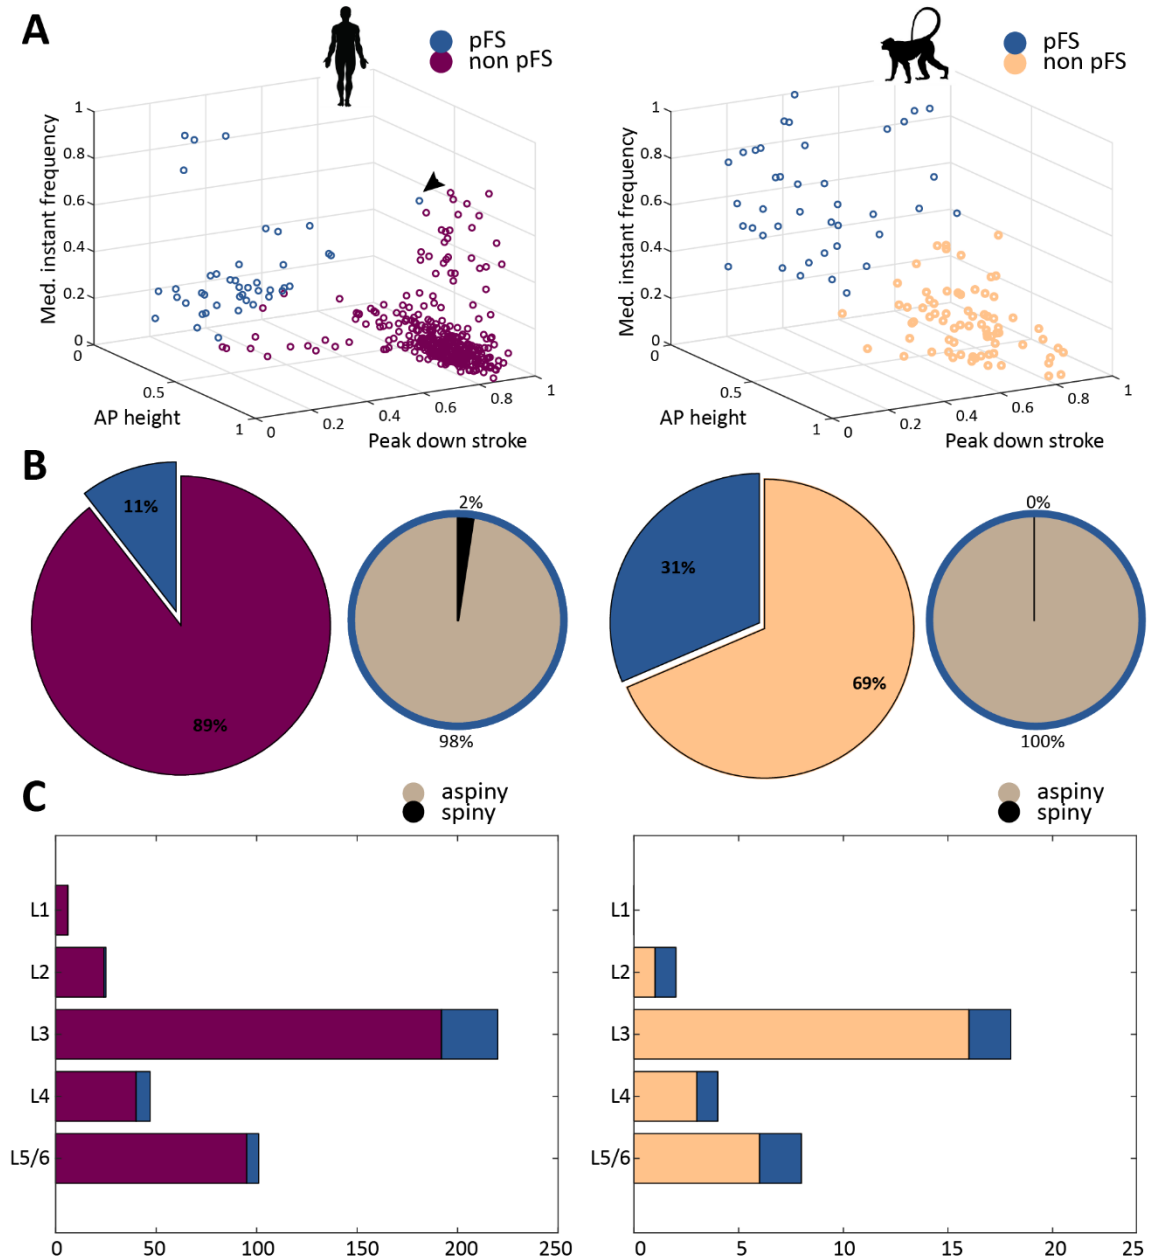 A
pFS
non pFS
pFS
non pFS
Med. instant frequency
1
0.8
0.6
0.4
0.2
0
0.5
1
AP height
0
0.2
0.4
0.6
0.8
1
Peak down stroke
Med. instant frequency
1
0.8
0.6
0.4
0.2
0
0
0.5
1
AP height
0
0.2
0.4
0.6
0.8
1
Peak down stroke
B
11%
89%
2%
98%
31%
69%
0%
100%
aspiny
spiny
aspiny
spiny
C
L1
L2
L3
L4
L5/6
0
50
100
150
200
250
L1
L2
L3
L4
L5/6
0
5
10
15
20
25